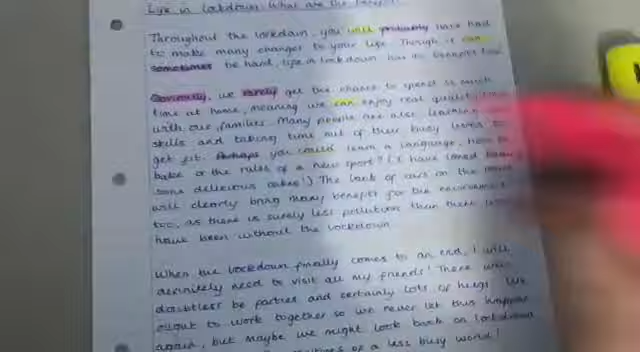 Life in lockdown: What are the
Throughout the lockdown, you will probably have had
to make many changes to your life. Though it can
sometimes be hard, life in lockdown has its benefits too.
Obviously, we rarely get the chance to spend so much
time at home, meaning we can enjoy real quality time
with our families. Many people are also learning
skills and taking time out of their busy lives to
get fit. Perhaps you could learn a language, how to
bake or the rules of a new sport? (I have loved
some delicious cakes!) The lack of cars on the
will clearly bring many benefits for the environment
too, as there is surely less pollution than there
have been without the lockdown.
When the lockdown finally comes to an end, I will
definitely need to visit all my friends! There will
doubtless be parties and certainly lots of hugs. We
ought to work together so we never let this happen
again, but maybe we might look back on lockdown
of a less busy world!